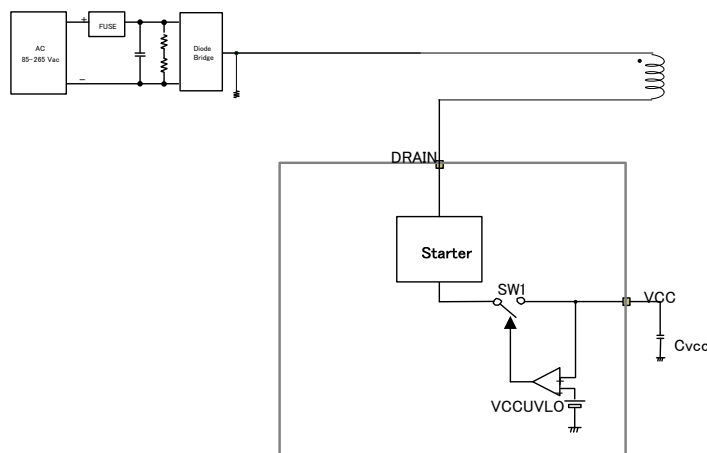 +
FUSE
AC
85-265 Vac
Diode
Bridge
−
DRAIN
Starter
SW1
VCC
Cvcc
+
VCCUVLO
+